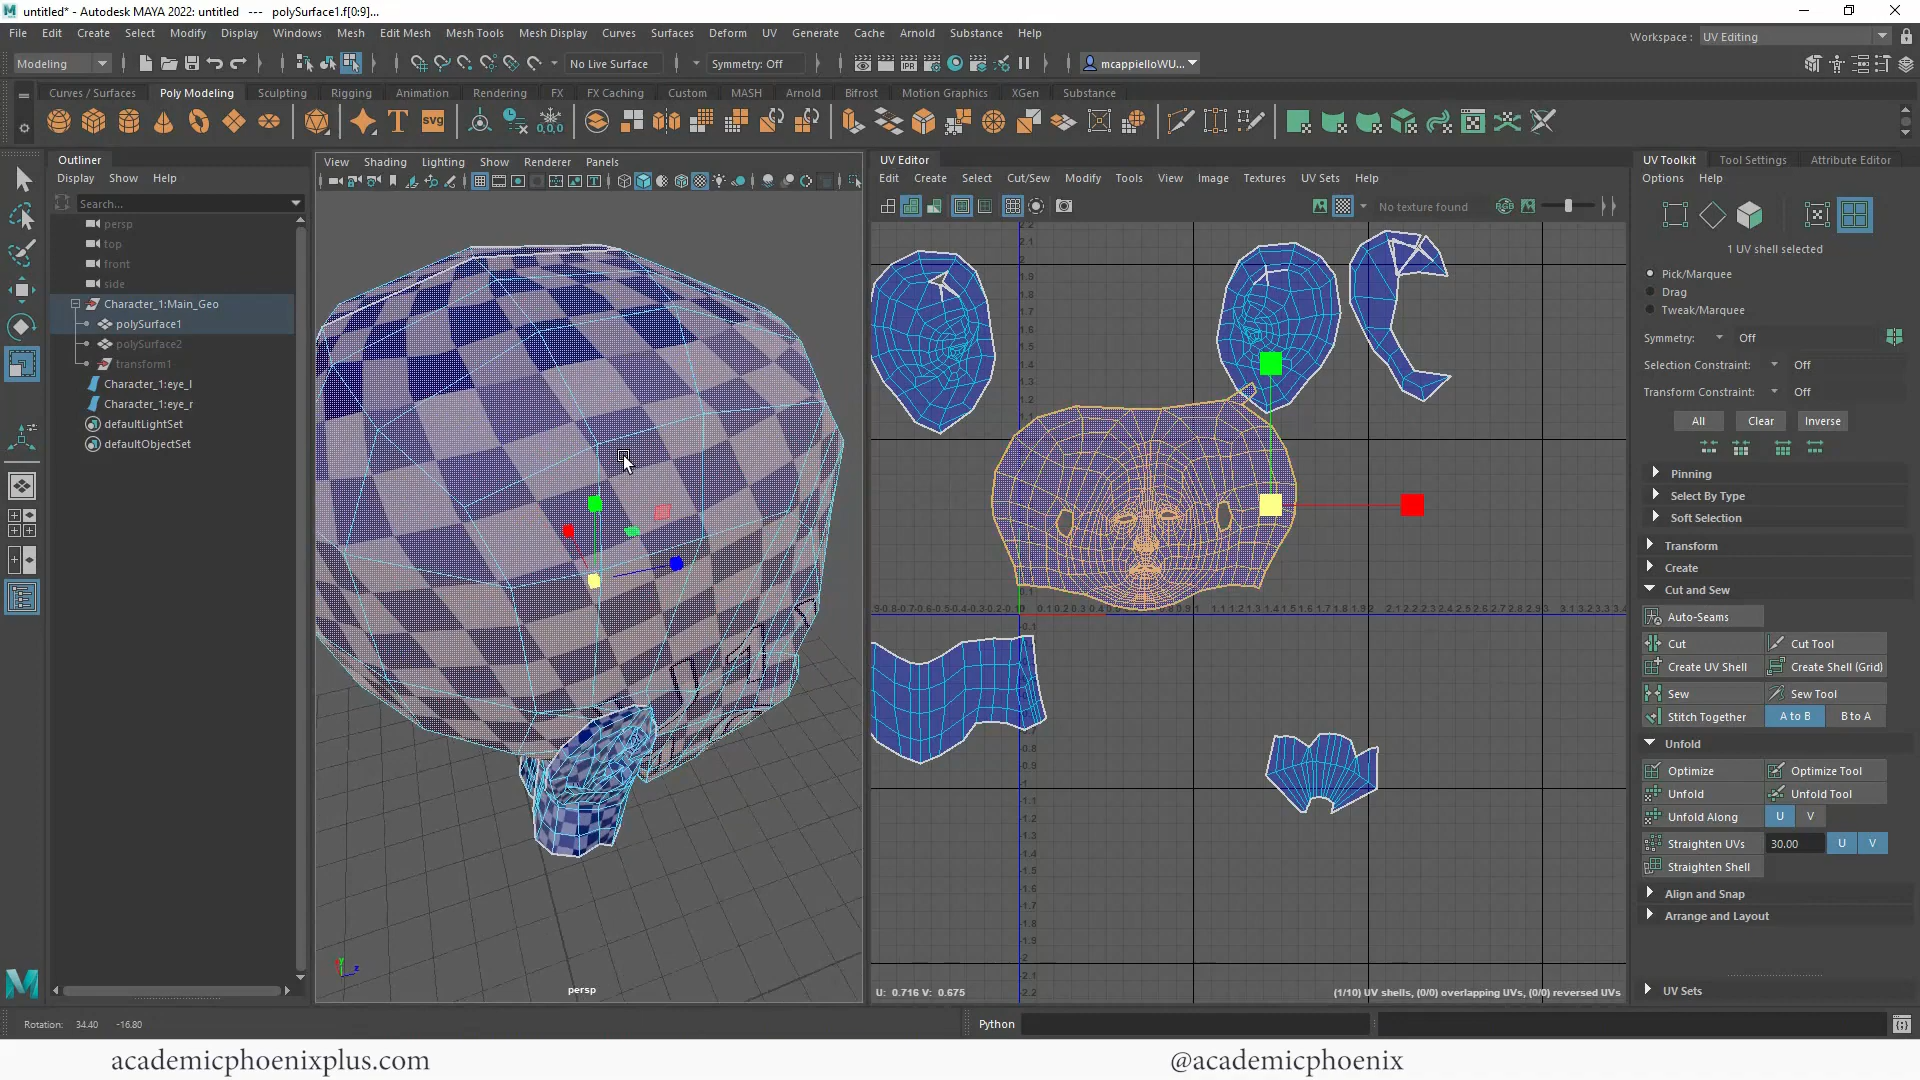 untitled* - Autodesk MAYA 2022: untitled --- polySurface1.f[0:9]...
File Edit Create Select Modify Display Windows Mesh Edit Mesh Mesh Tools Mesh Display Curves Surfaces Deform UV Generate Cache Arnold Substance Help
Workspace : UV Editing
Modeling No Live Surface Symmetry: Off mcappielloWU...
Curves / Surfaces Poly Modeling Sculpting Rigging Animation Rendering FX FX Caching Custom MASH Arnold Bifrost Motion Graphics XGen Substance
T svg 0,0,0
Outliner
Display Show Help
Search...
persp
top
front
side
Character_1:Main_Geo
polySurface1
polySurface2
transform1
Character_1:eye_l
Character_1:eye_r
defaultLightSet
defaultObjectSet
View Shading Lighting Show Renderer Panels
persp
UV Editor
Edit Create Select Cut/Sew Modify Tools View Image Textures UV Sets Help
No texture found
U: 0.716 V: 0.675
(1/10) UV shells, (0/0) overlapping UVs, (0/0) reversed UVs
UV Toolkit Tool Settings Attribute Editor
Options Help
1 UV shell selected
Pick/Marquee
Drag
Tweak/Marquee
Symmetry: Off
Selection Constraint: Off
Transform Constraint: Off
All Clear Inverse
Pinning
Select By Type
Soft Selection
Transform
Create
Cut and Sew
Auto-Seams
Cut Cut Tool
Create UV Shell Create Shell (Grid)
Sew Sew Tool
Stitch Together A to B B to A
Unfold
Optimize Optimize Tool
Unfold Unfold Tool
Unfold Along U V
Straighten UVs 30.00 U V
Straighten Shell
Align and Snap
Arrange and Layout
UV Sets
Rotation: 34.40 -16.80
Python
academicphoenixplus.com
@academicphoenix